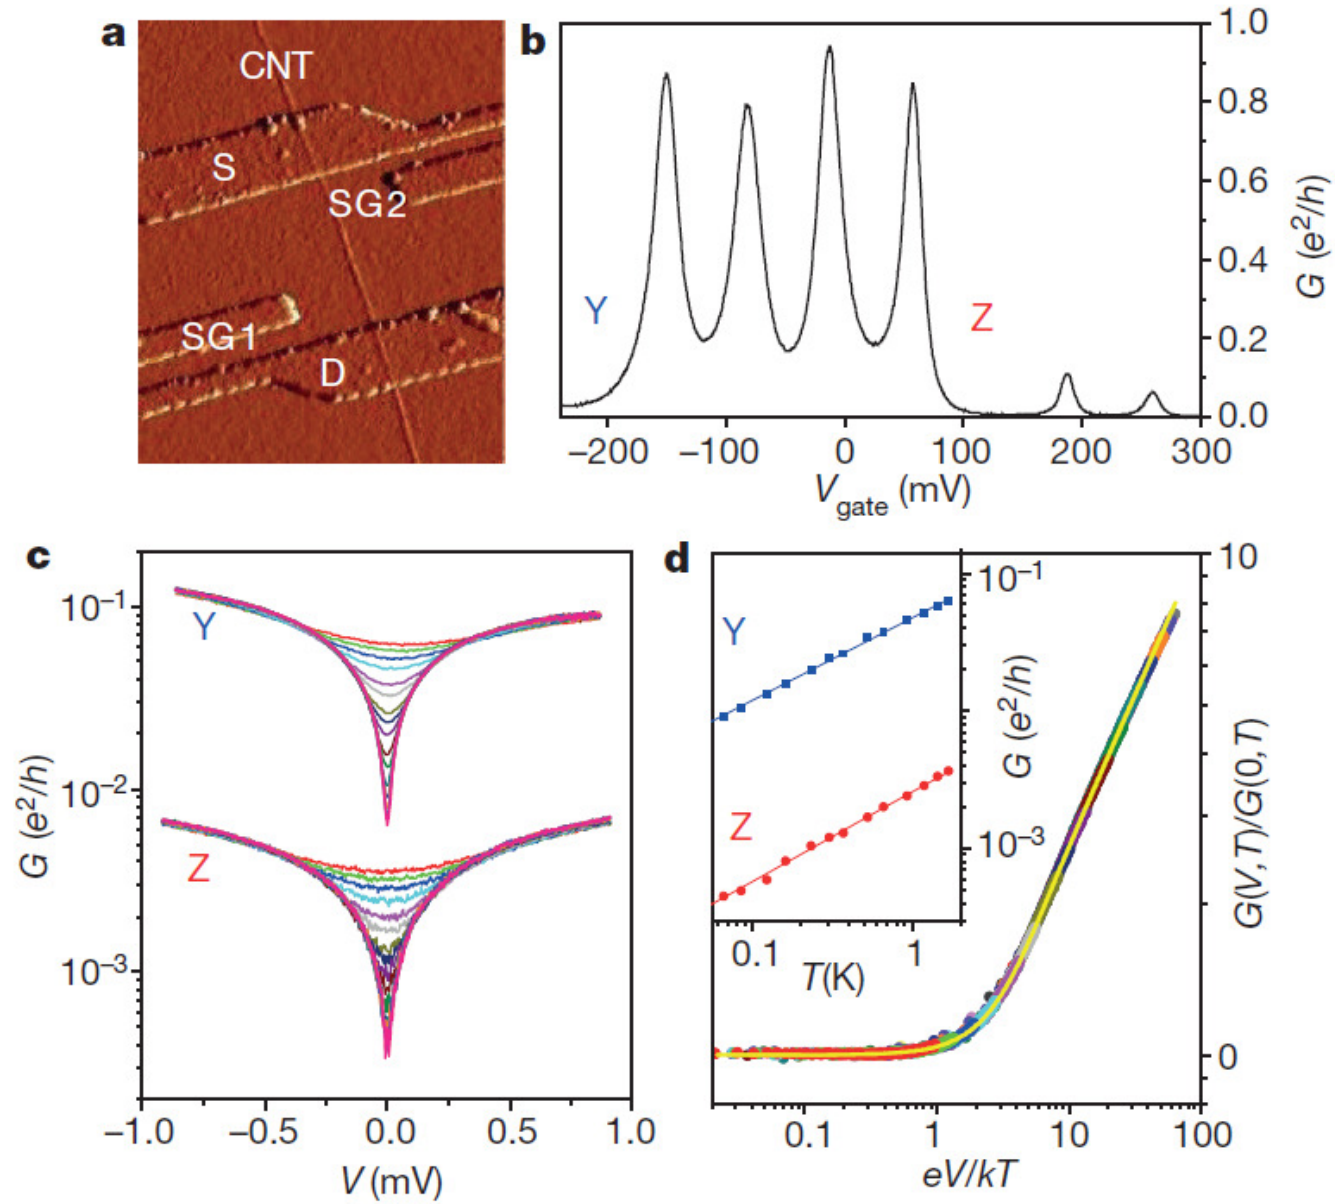 a
CNT
S
SG2
SG1
D
b
1.0
0.8
0.6
0.4
0.2
0.0
G (e²/h)
Y
Z
−200 −100 0 100 200 300
V_gate (mV)
c
10⁻¹
10⁻²
10⁻³
G (e²/h)
Y
Z
−1.0 −0.5 0.0 0.5 1.0
V (mV)
d
Y
Z
10⁻¹
10⁻³
G (e²/h)
0.1 1
T(K)
10
0
G(V,T)/G(0,T)
0.1 1 10 100
eV/kT